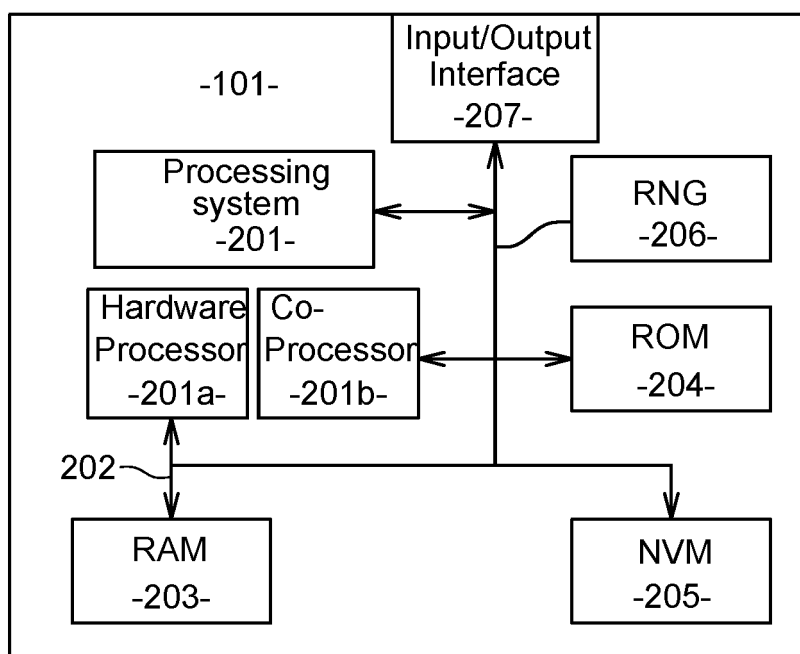 -101-
Input/Output
Interface
-207-
Processing
system
-201-
RNG
-206-
Hardware
Processor
-201a-
Co-
Processor
-201b-
ROM
-204-
202
RAM
-203-
NVM
-205-